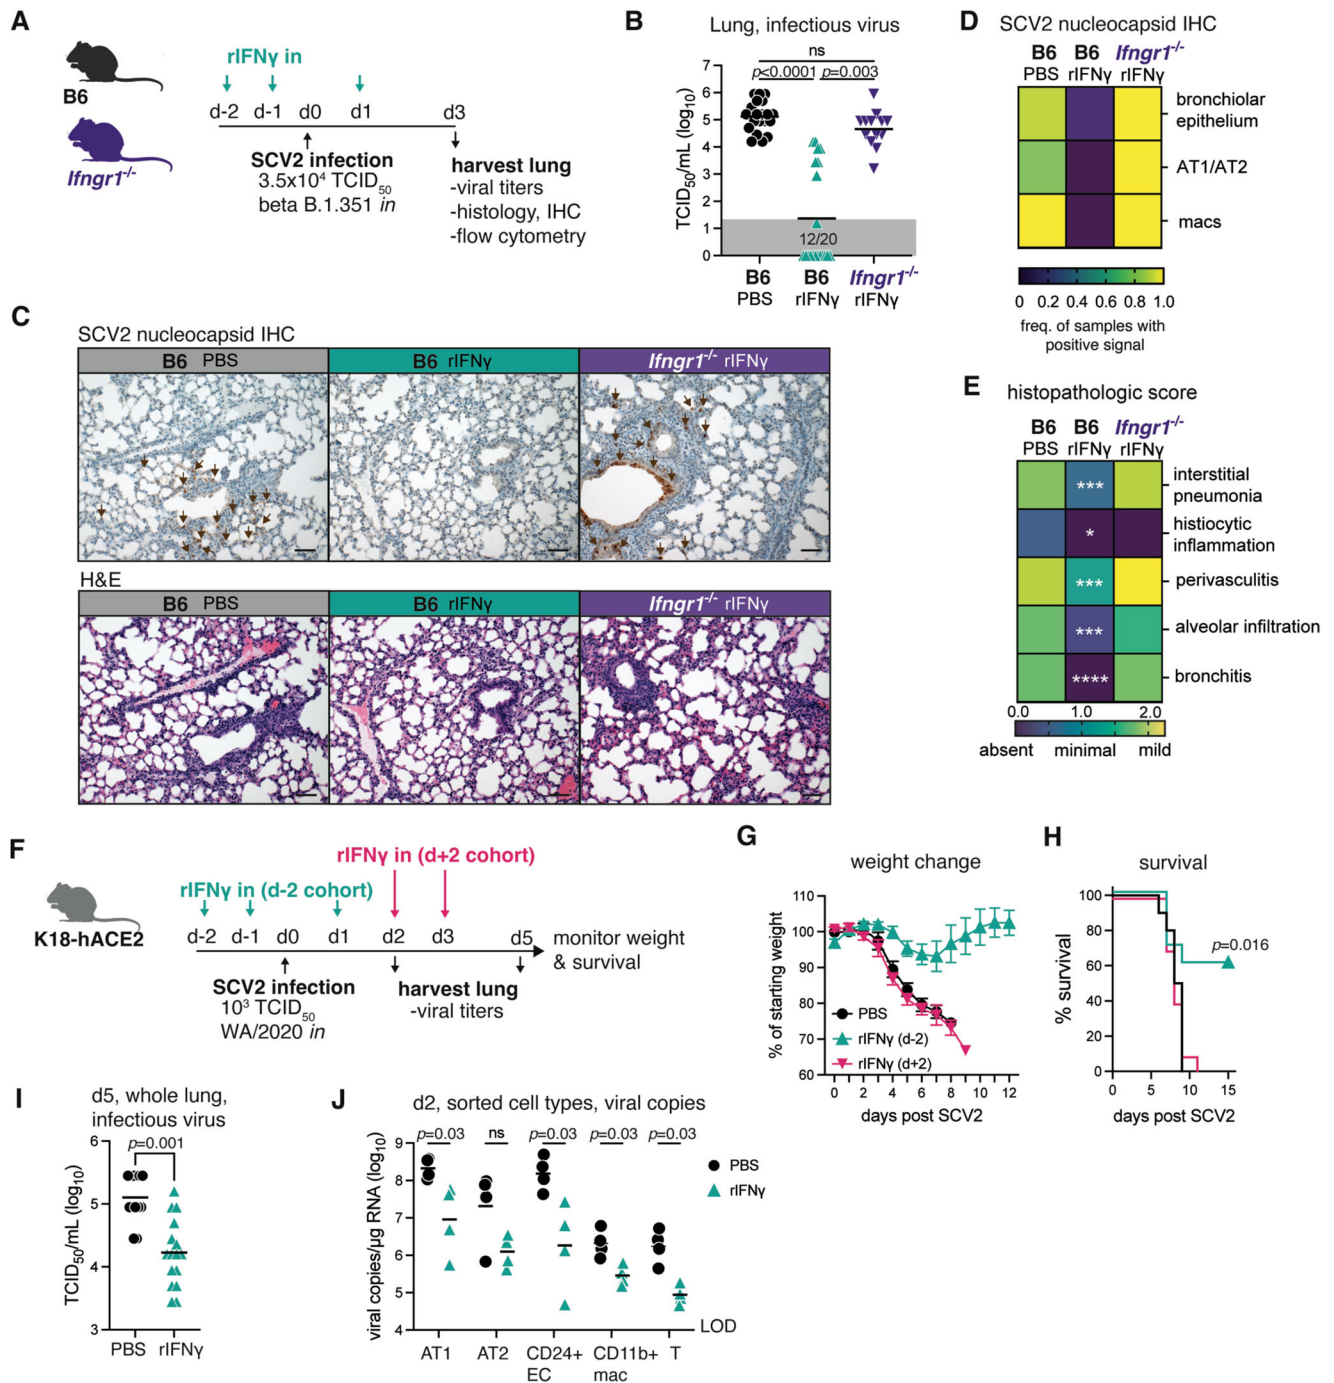 A
B6
Ifngr1-/-
rIFNγ in
d-2 d-1 d0 d1 d3
SCV2 infection
3.5x10⁴ TCID₅₀
beta B.1.351 in
harvest lung
-viral titers
-histology, IHC
-flow cytometry
B
Lung, infectious virus
ns
p<0.0001 p=0.003
TCID₅₀/mL (log₁₀)
7
6
5
4
3
2
1
0
12/20
B6 B6 Ifngr1-/-
PBS rIFNγ rIFNγ
D
SCV2 nucleocapsid IHC
B6 B6 Ifngr1-/-
PBS rIFNγ rIFNγ
bronchiolar
epithelium
AT1/AT2
macs
0 0.2 0.4 0.6 0.8 1.0
freq. of samples with
positive signal
C
SCV2 nucleocapsid IHC
B6 PBS B6 rIFNγ Ifngr1-/- rIFNγ
H&E
B6 PBS B6 rIFNγ Ifngr1-/- rIFNγ
E
histopathologic score
B6 B6 Ifngr1-/-
PBS rIFNγ rIFNγ
*** interstitial
pneumonia
* histiocytic
inflammation
*** perivasculitis
*** alveolar infiltration
**** bronchitis
0.0 1.0 2.0
absent minimal mild
F
K18-hACE2
rIFNγ in (d+2 cohort)
rIFNγ in (d-2 cohort)
d-2 d-1 d0 d1 d2 d3 d5
monitor weight
& survival
SCV2 infection
10³ TCID₅₀
WA/2020 in
harvest lung
-viral titers
G
weight change
% of starting weight
110
100
90
80
70
60
PBS
rIFNγ (d-2)
rIFNγ (d+2)
0 2 4 6 8 10 12
days post SCV2
H
survival
% survival
100
80
60
40
20
0
p=0.016
0 5 10 15
days post SCV2
I
d5, whole lung,
infectious virus
p=0.001
TCID₅₀/mL (log₁₀)
6
5
4
3
PBS rIFNγ
J
d2, sorted cell types, viral copies
p=0.03 ns p=0.03 p=0.03 p=0.03
viral copies/µg RNA (log₁₀)
9
8
7
6
5
4
PBS
rIFNγ
LOD
AT1 AT2 CD24+ CD11b+ T
EC mac